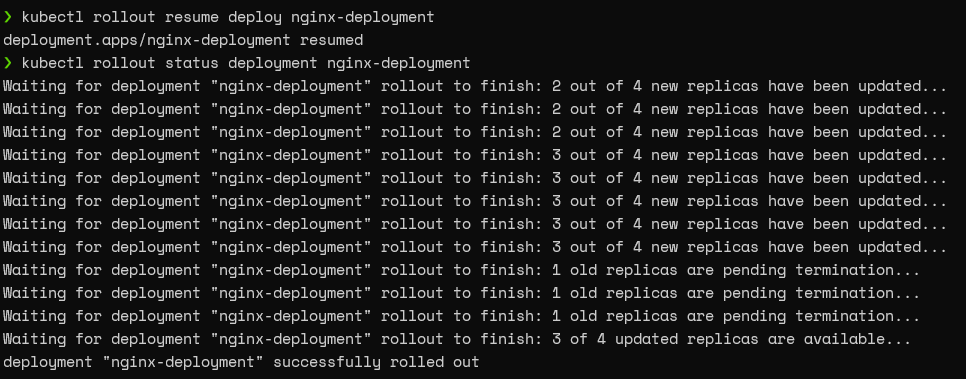 ❯ kubectl rollout resume deploy nginx-deployment
deployment.apps/nginx-deployment resumed
❯ kubectl rollout status deployment nginx-deployment
Waiting for deployment "nginx-deployment" rollout to finish: 2 out of 4 new replicas have been updated...
Waiting for deployment "nginx-deployment" rollout to finish: 2 out of 4 new replicas have been updated...
Waiting for deployment "nginx-deployment" rollout to finish: 2 out of 4 new replicas have been updated...
Waiting for deployment "nginx-deployment" rollout to finish: 3 out of 4 new replicas have been updated...
Waiting for deployment "nginx-deployment" rollout to finish: 3 out of 4 new replicas have been updated...
Waiting for deployment "nginx-deployment" rollout to finish: 3 out of 4 new replicas have been updated...
Waiting for deployment "nginx-deployment" rollout to finish: 3 out of 4 new replicas have been updated...
Waiting for deployment "nginx-deployment" rollout to finish: 3 out of 4 new replicas have been updated...
Waiting for deployment "nginx-deployment" rollout to finish: 1 old replicas are pending termination...
Waiting for deployment "nginx-deployment" rollout to finish: 1 old replicas are pending termination...
Waiting for deployment "nginx-deployment" rollout to finish: 1 old replicas are pending termination...
Waiting for deployment "nginx-deployment" rollout to finish: 3 of 4 updated replicas are available...
deployment "nginx-deployment" successfully rolled out